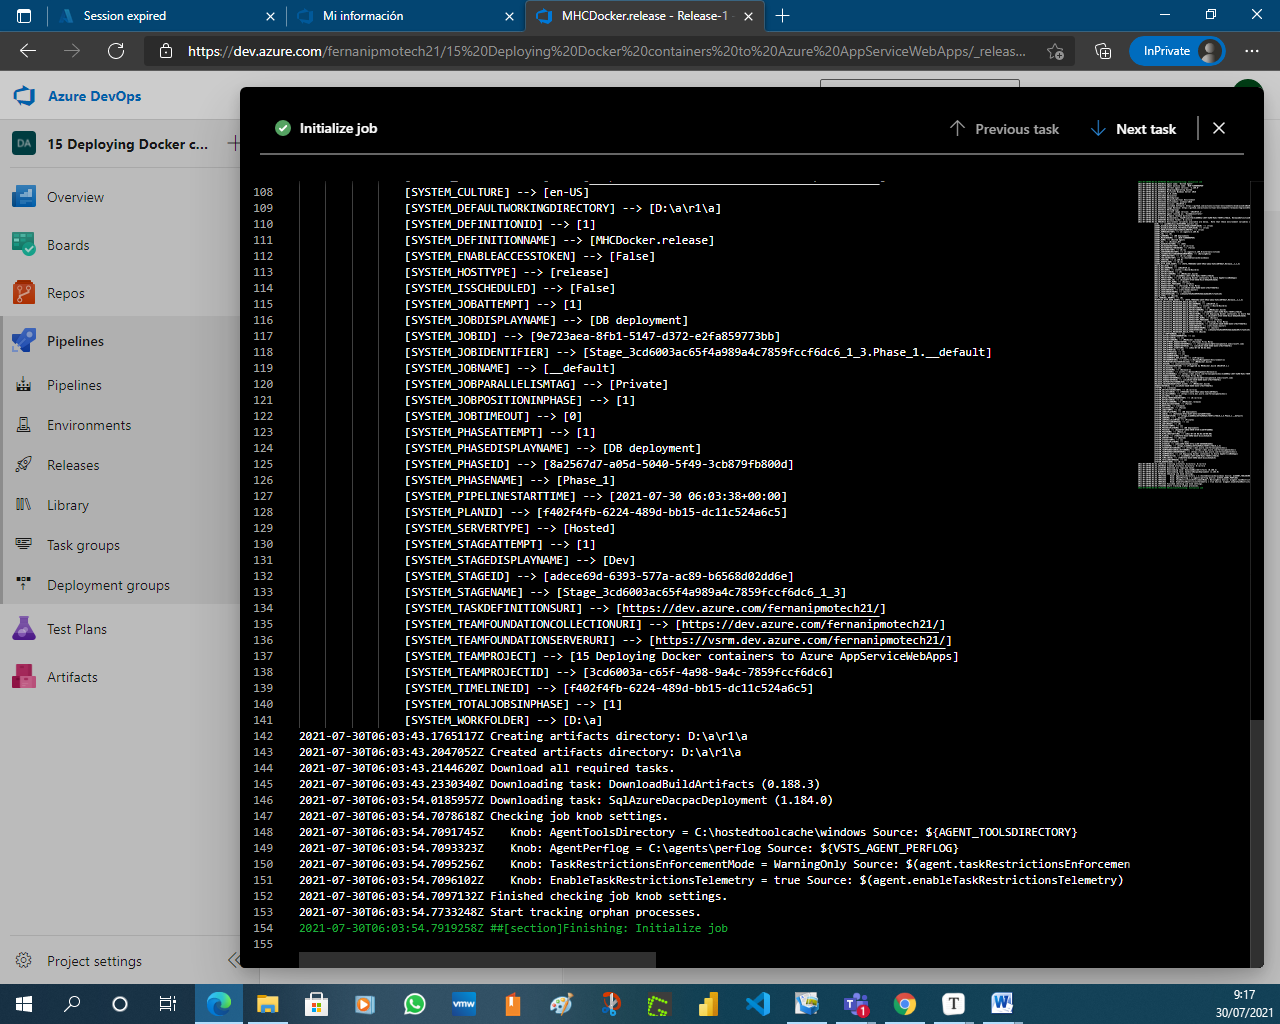 Session expired
Mi información
MHCDocker.release - Release-1 -
https://dev.azure.com/fernanipmotech21/15%20Deploying%20Docker%20containers%20to%20Azure%20AppServiceWebApps/_releas...
InPrivate
Azure DevOps
DA 15 Deploying Docker c...
Overview
Boards
Repos
Pipelines
Pipelines
Environments
Releases
Library
Task groups
Deployment groups
Test Plans
Artifacts
Project settings
Initialize job
Previous task
Next task
108 [SYSTEM_CULTURE] --> [en-US]
109 [SYSTEM_DEFAULTWORKINGDIRECTORY] --> [D:\a\r1\a]
110 [SYSTEM_DEFINITIONID] --> [1]
111 [SYSTEM_DEFINITIONNAME] --> [MHCDocker.release]
112 [SYSTEM_ENABLEACCESSTOKEN] --> [False]
113 [SYSTEM_HOSTTYPE] --> [release]
114 [SYSTEM_ISSCHEDULED] --> [False]
115 [SYSTEM_JOBATTEMPT] --> [1]
116 [SYSTEM_JOBDISPLAYNAME] --> [DB deployment]
117 [SYSTEM_JOBID] --> [9e723aea-8fb1-5147-d372-e2fa859773bb]
118 [SYSTEM_JOBIDENTIFIER] --> [Stage_3cd6003ac65f4a989a4c7859fccf6dc6_1_3.Phase_1.__default]
119 [SYSTEM_JOBNAME] --> [__default]
120 [SYSTEM_JOBPARALLELISMTAG] --> [Private]
121 [SYSTEM_JOBPOSITIONINPHASE] --> [1]
122 [SYSTEM_JOBTIMEOUT] --> [0]
123 [SYSTEM_PHASEATTEMPT] --> [1]
124 [SYSTEM_PHASEDISPLAYNAME] --> [DB deployment]
125 [SYSTEM_PHASEID] --> [8a2567d7-a05d-5040-5f49-3cb879fb800d]
126 [SYSTEM_PHASENAME] --> [Phase_1]
127 [SYSTEM_PIPELINESTARTTIME] --> [2021-07-30 06:03:38+00:00]
128 [SYSTEM_PLANID] --> [f402f4fb-6224-489d-bb15-dc11c524a6c5]
129 [SYSTEM_SERVERTYPE] --> [Hosted]
130 [SYSTEM_STAGEATTEMPT] --> [1]
131 [SYSTEM_STAGEDISPLAYNAME] --> [Dev]
132 [SYSTEM_STAGEID] --> [adece69d-6393-577a-ac89-b6568d02dd6e]
133 [SYSTEM_STAGENAME] --> [Stage_3cd6003ac65f4a989a4c7859fccf6dc6_1_3]
134 [SYSTEM_TASKDEFINITIONSURI] --> [https://dev.azure.com/fernanipmotech21/]
135 [SYSTEM_TEAMFOUNDATIONCOLLECTIONURI] --> [https://dev.azure.com/fernanipmotech21/]
136 [SYSTEM_TEAMFOUNDATIONSERVERURI] --> [https://vsrm.dev.azure.com/fernanipmotech21/]
137 [SYSTEM_TEAMPROJECT] --> [15 Deploying Docker containers to Azure AppServiceWebApps]
138 [SYSTEM_TEAMPROJECTID] --> [3cd6003a-c65f-4a98-9a4c-7859fccf6dc6]
139 [SYSTEM_TIMELINEID] --> [f402f4fb-6224-489d-bb15-dc11c524a6c5]
140 [SYSTEM_TOTALJOBSINPHASE] --> [1]
141 [SYSTEM_WORKFOLDER] --> [D:\a]
142 2021-07-30T06:03:43.1765117Z Creating artifacts directory: D:\a\r1\a
143 2021-07-30T06:03:43.2047052Z Created artifacts directory: D:\a\r1\a
144 2021-07-30T06:03:43.2144620Z Download all required tasks.
145 2021-07-30T06:03:43.2330340Z Downloading task: DownloadBuildArtifacts (0.188.3)
146 2021-07-30T06:03:54.0185957Z Downloading task: SqlAzureDacpacDeployment (1.184.0)
147 2021-07-30T06:03:54.7078618Z Checking job knob settings.
148 2021-07-30T06:03:54.7091745Z Knob: AgentToolsDirectory = C:\hostedtoolcache\windows Source: ${AGENT_TOOLSDIRECTORY}
149 2021-07-30T06:03:54.7093323Z Knob: AgentPerflog = C:\agents\perflog Source: ${VSTS_AGENT_PERFLOG}
150 2021-07-30T06:03:54.7095256Z Knob: TaskRestrictionsEnforcementMode = WarningOnly Source: $(agent.taskRestrictionsEnforcemen
151 2021-07-30T06:03:54.7096102Z Knob: EnableTaskRestrictionsTelemetry = true Source: $(agent.enableTaskRestrictionsTelemetry)
152 2021-07-30T06:03:54.7097132Z Finished checking job knob settings.
153 2021-07-30T06:03:54.7733248Z Start tracking orphan processes.
154 2021-07-30T06:03:54.7919258Z ##[section]Finishing: Initialize job
155
vmw
1
T
9:17
30/07/2021